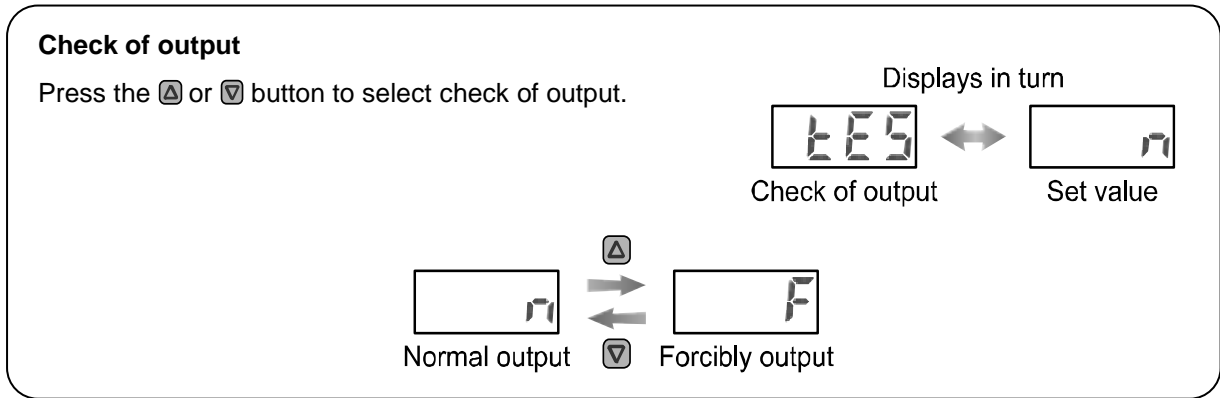 Check of output
Press the △ or ▽ button to select check of output.
Displays in turn
tES
n
Check of output
Set value
△
n
F
Normal output
▽
Forcibly output